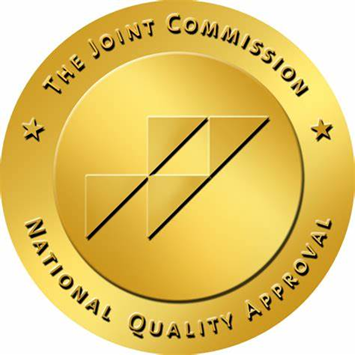 THE JOINT COMMISSION
NATIONAL QUALITY APPROVAL